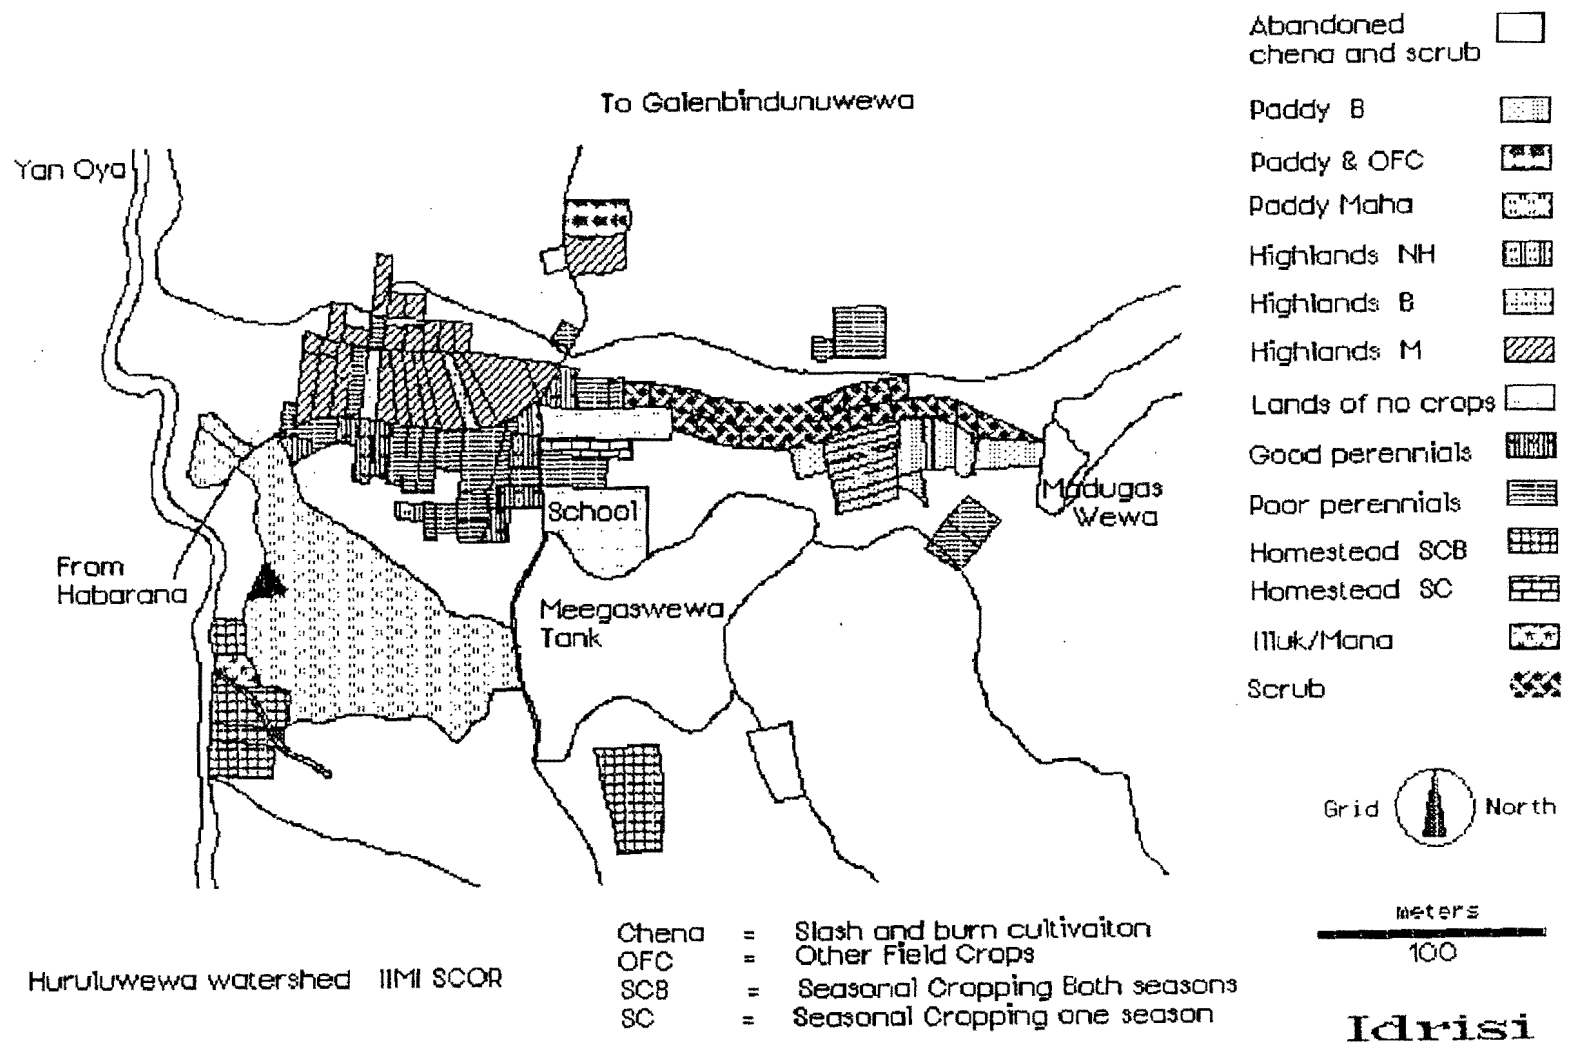 Abandoned
chena and scrub
To Galenbindunuwewa
Paddy B
Yan Oya
Paddy & OFC
Paddy Maha
Highlands NH
Highlands B
Highlands M
Lands of no crops
Good perennials
Poor perennials
Madugas
Wewa
School
Homestead SCB
From
Habarana
Homestead SC
Meegaswewa
Tank
Illuk/Mana
Scrub
Grid North
meters
100
Chena = Slash and burn cultivaiton
OFC = Other Field Crops
Huruluwewa watershed IIMI SCOR
SCB = Seasonal Cropping Both seasons
SC = Seasonal Cropping one season
Idrisi